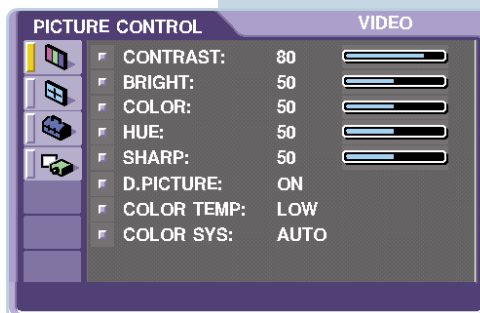 PICTURE CONTROL VIDEO
CONTRAST: 80
BRIGHT: 50
COLOR: 50
HUE: 50
SHARP: 50
D.PICTURE: ON
COLOR TEMP: LOW
COLOR SYS: AUTO